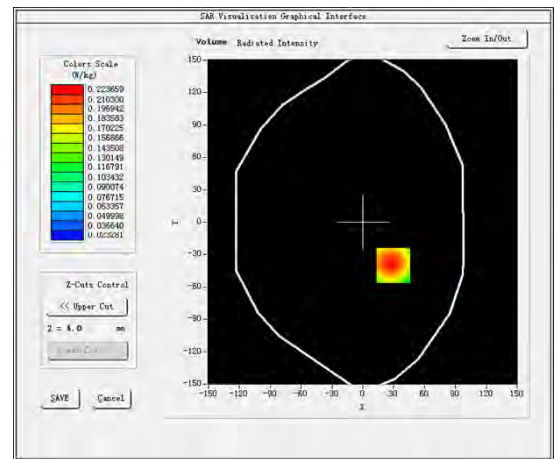 SAR Visualisation Graphical Interface
Volume Radiated Intensity
Zoom In/Out
Colors Scale
(W/kg)
0.223659
0.210300
0.196942
0.183583
0.170225
0.156866
0.143508
0.130149
0.116791
0.103432
0.090074
0.076715
0.063357
0.049998
0.036640
0.023281
150
120
90
60
30
0
-30
-60
-90
-120
-150
Y
-150 -120 -90 -60 -30 0 30 60 90 120 150
X
Z-Cuts Control
<< Upper Cut
Z = 4.0 mm
SAVE Cancel